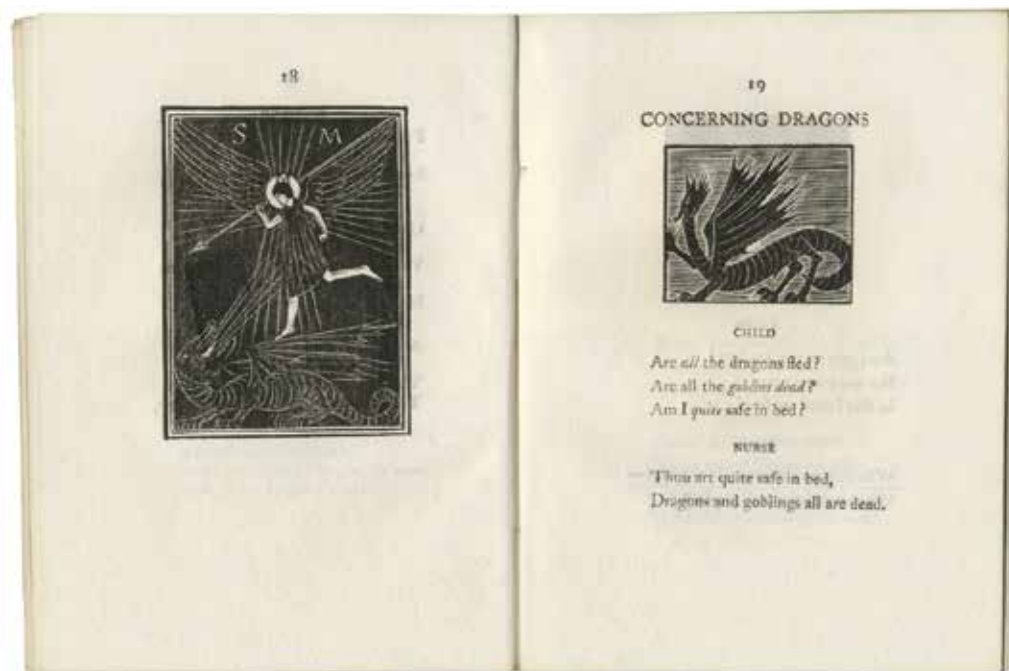 18
S M
19
CONCERNING DRAGONS
CHILD
Are all the dragons fled?
Are all the goblins dead?
Am I quite safe in bed?
NURSE
Thou art quite safe in bed,
Dragons and goblings all are dead.